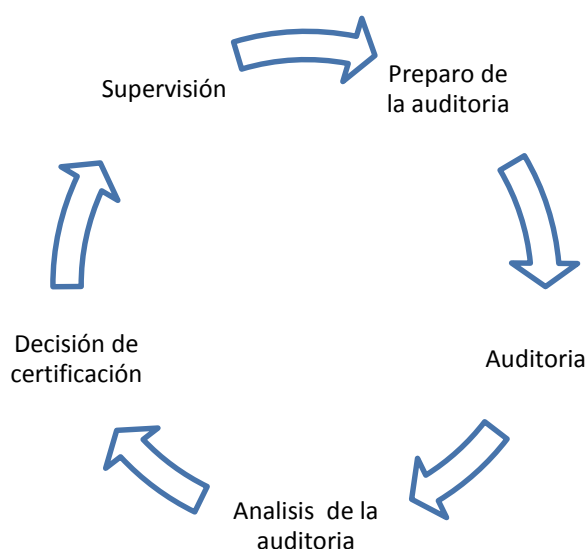 Supervisión
Preparo de
la auditoria
Auditoria
Analisis de la
auditoria
Decisión de
certificación